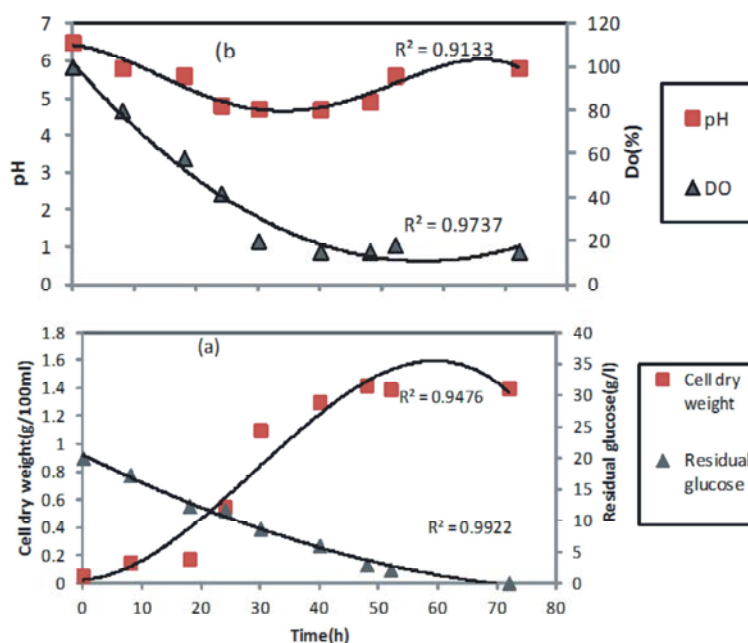 (b)
R² = 0.9133
R² = 0.9737
pH
7
6
5
4
3
2
1
0
Do(%)
120
100
80
60
40
20
0
pH
DO
(a)
R² = 0.9476
R² = 0.9922
Cell dry weight(g/100ml)
1.8
1.6
1.4
1.2
1
0.8
0.6
0.4
0.2
0
Residual glucose(g/l)
40
35
30
25
20
15
10
5
0
0 10 20 30 40 50 60 70 80
Time(h)
Cell dry
weight
Residual
glucose